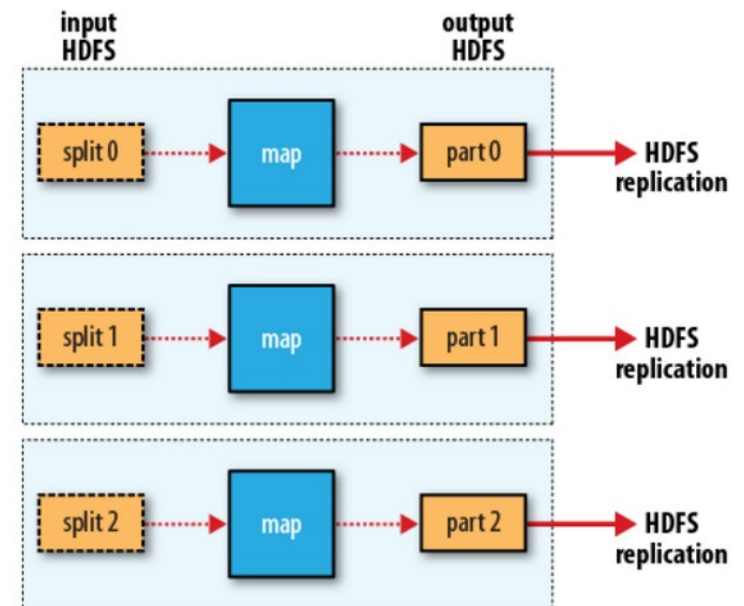 input
HDFS
output
HDFS
split 0
map
part 0
HDFS
replication
split 1
map
part 1
HDFS
replication
split 2
map
part 2
HDFS
replication